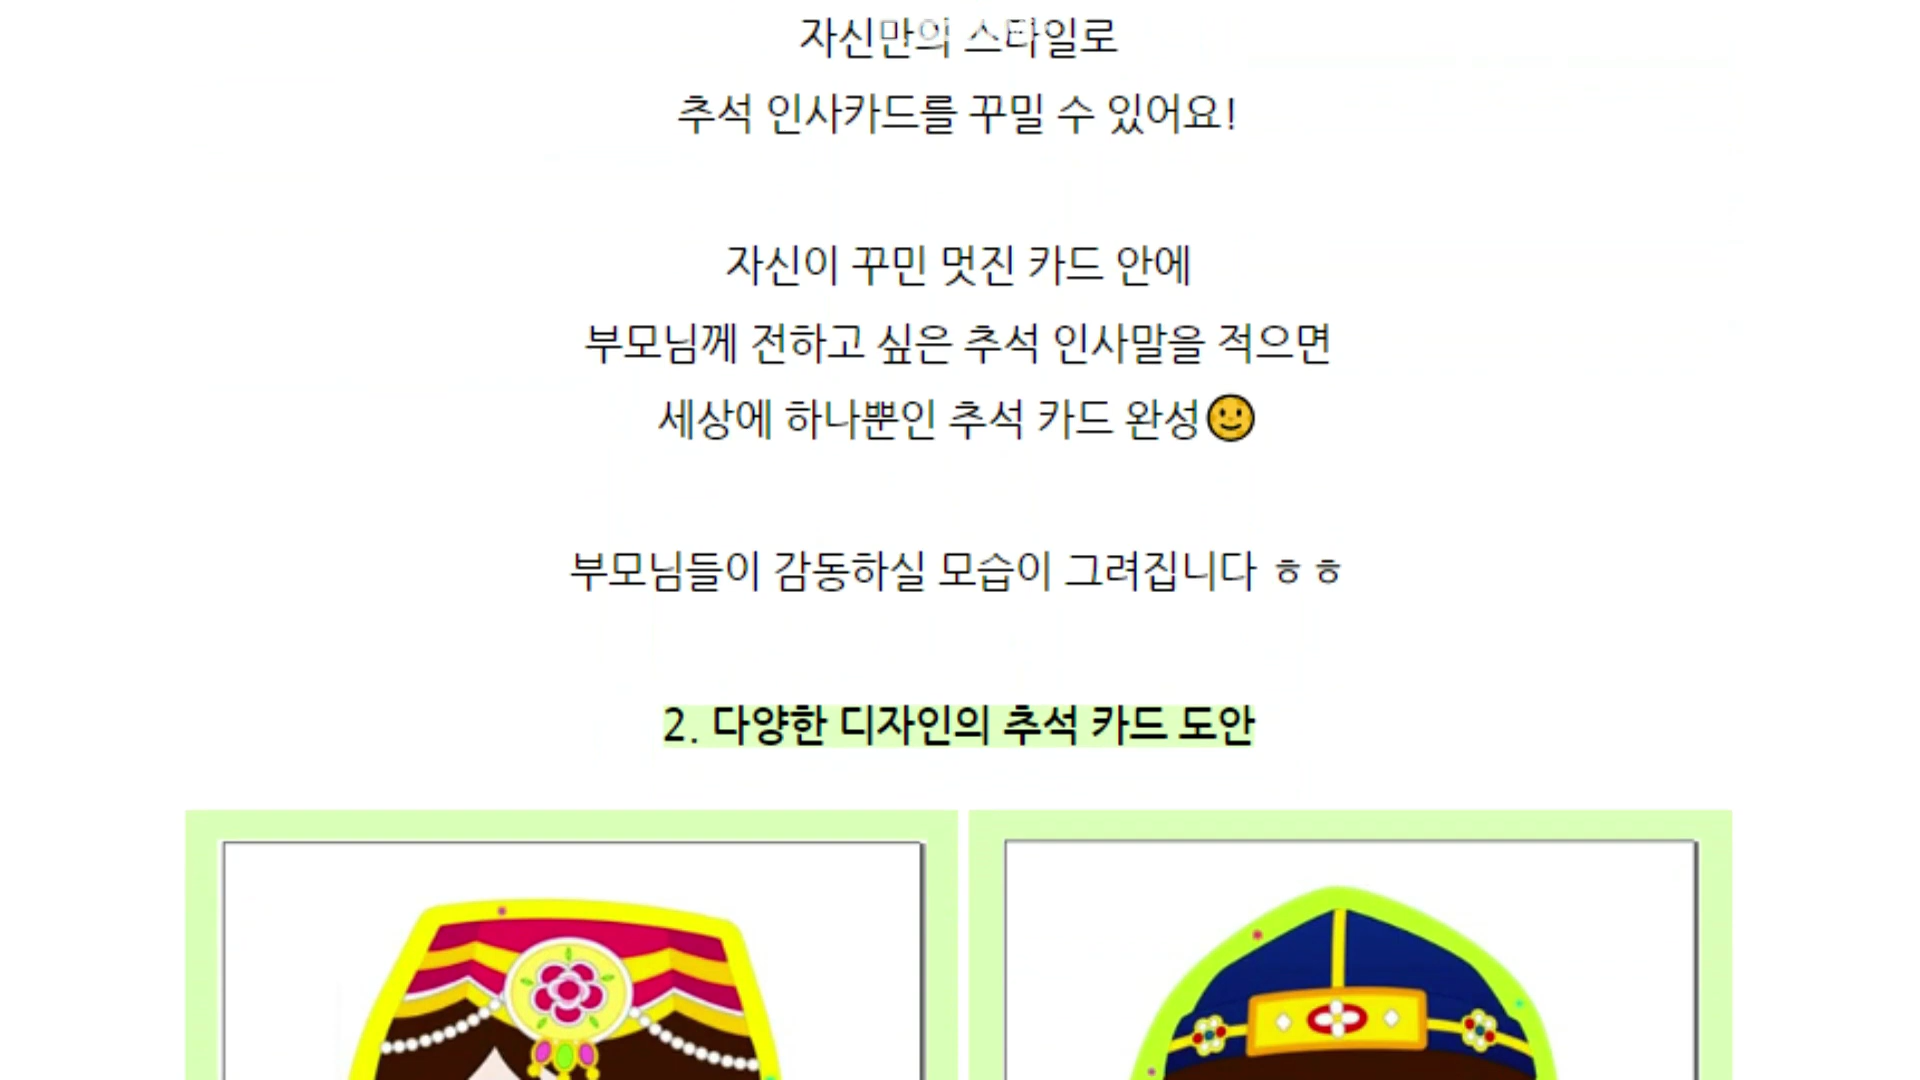 자신만의 스타일로
추석 인사카드를 꾸밀 수 있어요!
자신이 꾸민 멋진 카드 안에
부모님께 전하고 싶은 추석 인사말을 적으면
세상에 하나뿐인 추석 카드 완성🙂
부모님들이 감동하실 모습이 그려집니다 ㅎㅎ
2. 다양한 디자인의 추석 카드 도안